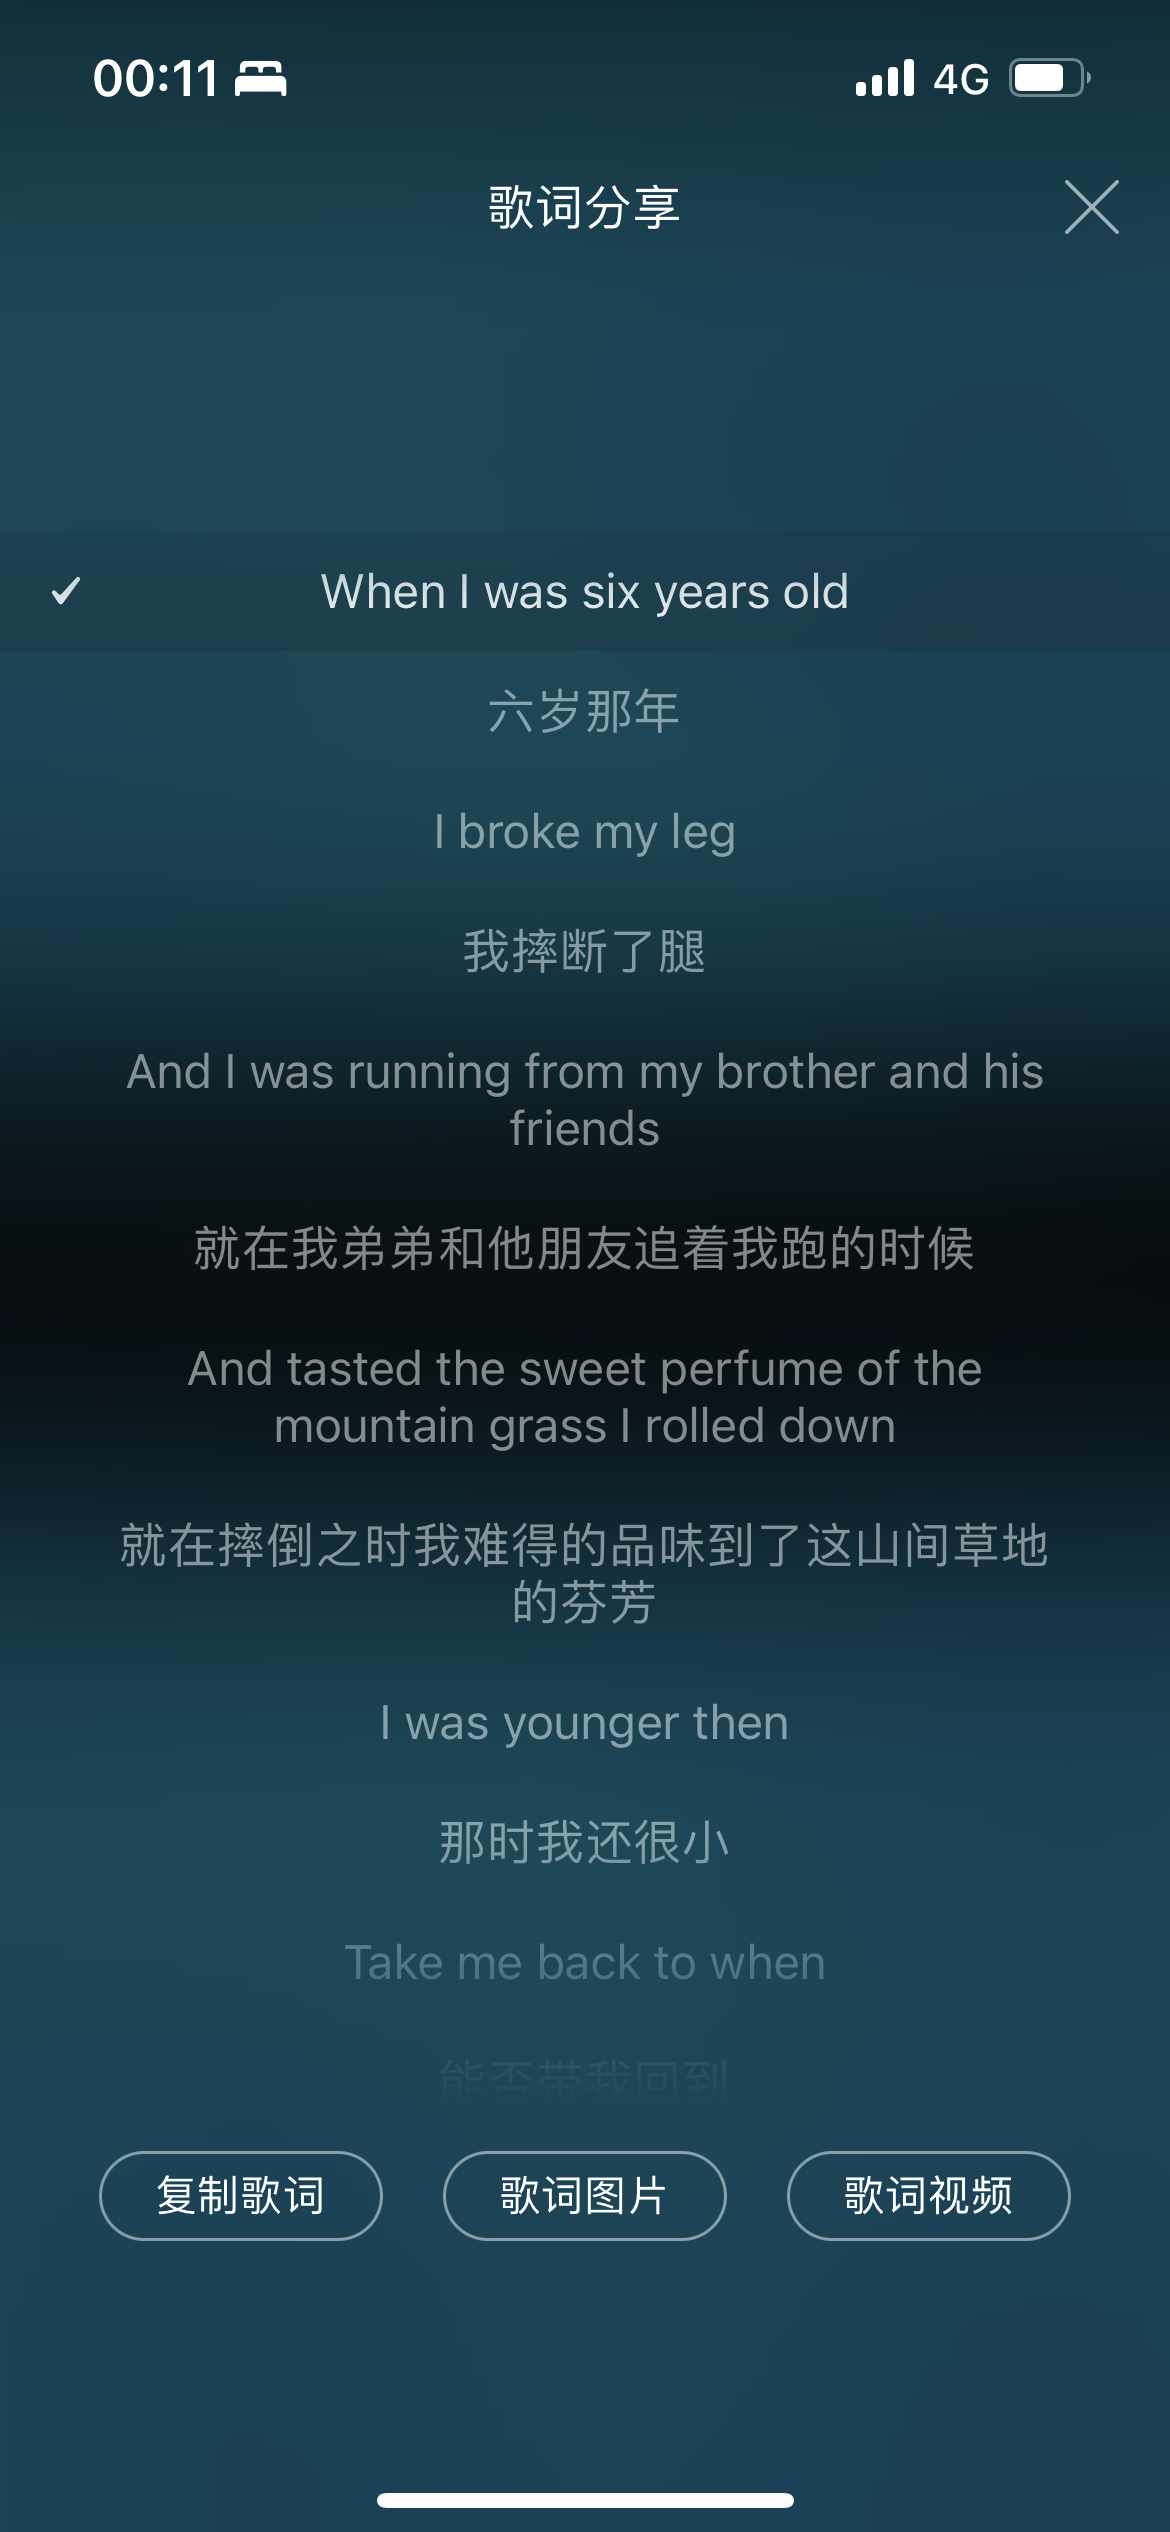 00:11
4G
歌词分享
When I was six years old
六岁那年
I broke my leg
我摔断了腿
And I was running from my brother and his
friends
就在我弟弟和他朋友追着我跑的时候
And tasted the sweet perfume of the
mountain grass I rolled down
就在摔倒之时我难得的品味到了这山间草地
的芬芳
I was younger then
那时我还很小
Take me back to when
能否带我回到
复制歌词
歌词图片
歌词视频